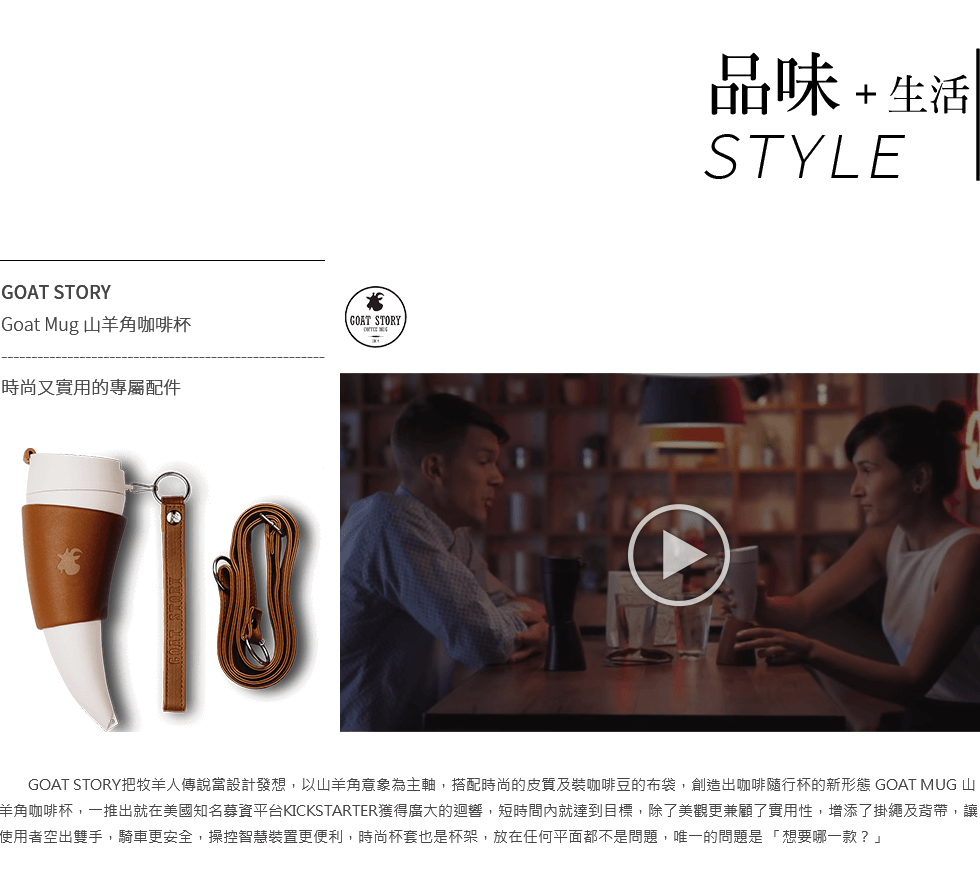 品味 + 生活
STYLE
GOAT STORY
Goat Mug 山羊角咖啡杯
時尚又實用的專屬配件
GOAT STORY
COFFEE MUG
GOAT STORY
GOAT STORY把牧羊人傳說當設計發想，以山羊角意象為主軸，搭配時尚的皮質及裝咖啡豆的布袋，創造出咖啡隨行杯的新形態 GOAT MUG 山
羊角咖啡杯，一推出就在美國知名募資平台KICKSTARTER獲得廣大的迴響，短時間內就達到目標，除了美觀更兼顧了實用性，增添了掛繩及背帶，讓
使用者空出雙手，騎車更安全，操控智慧裝置更便利，時尚杯套也是杯架，放在任何平面都不是問題，唯一的問題是「想要哪一款？」